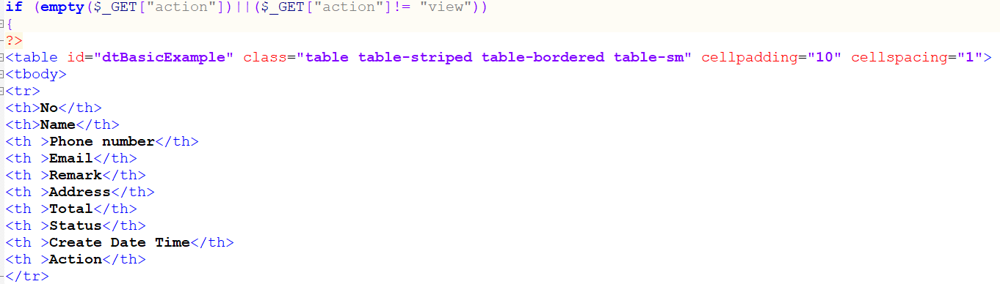 if (empty($_GET["action"])||($_GET["action"]!= "view"))
{
?>
<table id="dtBasicExample" class="table table-striped table-bordered table-sm" cellpadding="10" cellspacing="1">
<tbody>
<tr>
<th>No</th>
<th>Name</th>
<th >Phone number</th>
<th >Email</th>
<th >Remark</th>
<th >Address</th>
<th >Total</th>
<th >Status</th>
<th >Create Date Time</th>
<th >Action</th>
</tr>